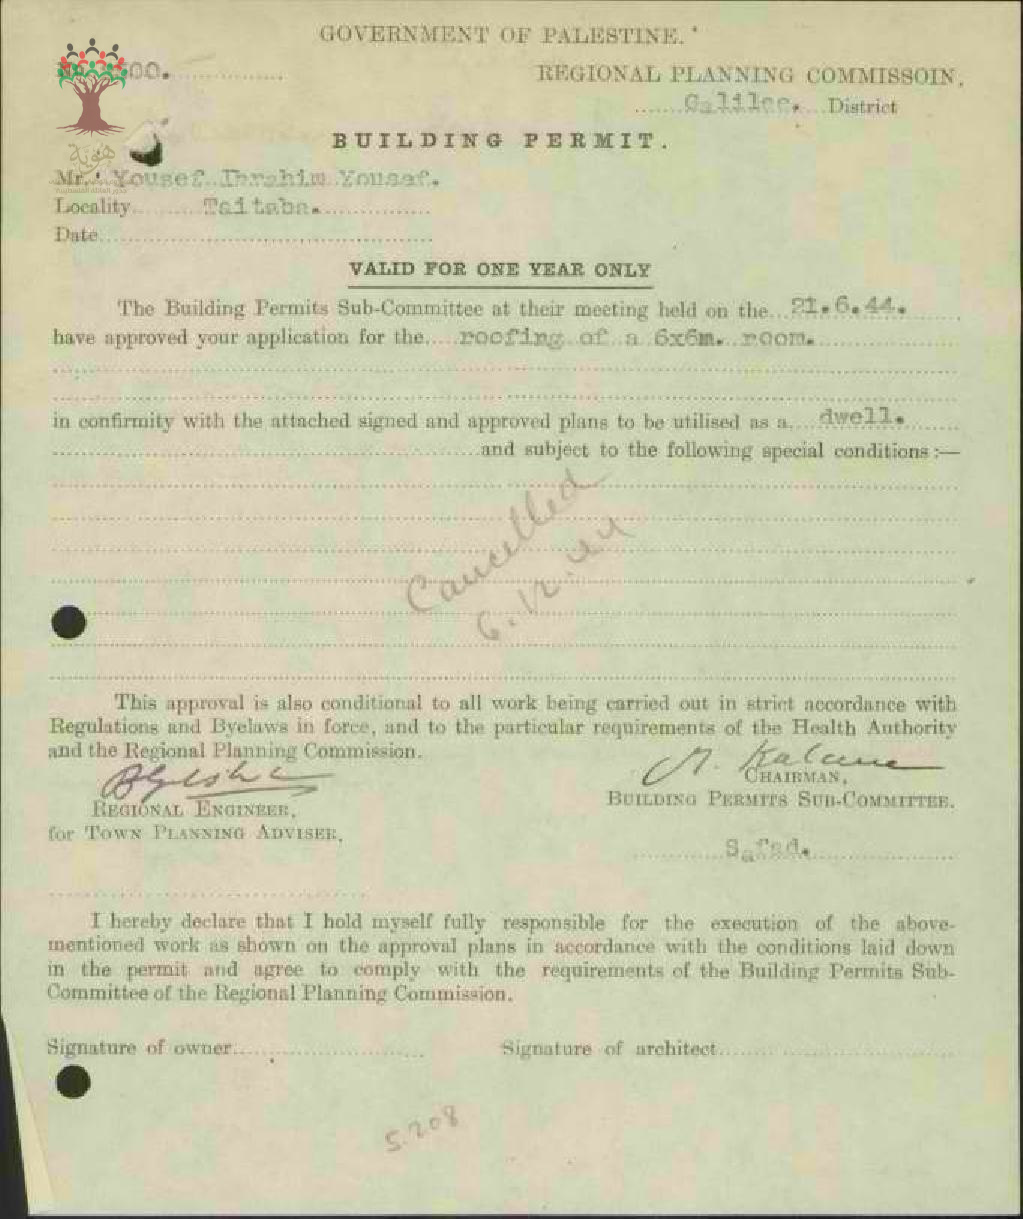 GOVERNMENT OF PALESTINE.
500.
REGIONAL PLANNING COMMISSOIN.
Galilee. District
BUILDING PERMIT.
هوية
Mr. Yousef Ibrahim Yousef.
Locality Taitaba.
Date
VALID FOR ONE YEAR ONLY
The Building Permits Sub-Committee at their meeting held on the 21.6.44.
have approved your application for the roofing of a 6x6m. room.
in confirmity with the attached signed and approved plans to be utilised as a dwell.
and subject to the following special conditions :—
Cancelled
6.12.44
This approval is also conditional to all work being carried out in strict accordance with
Regulations and Byelaws in force, and to the particular requirements of the Health Authority
and the Regional Planning Commission.
REGIONAL ENGINEER,
for TOWN PLANNING ADVISER,
CHAIRMAN,
BUILDING PERMITS SUB-COMMITTEE.
Safad.
I hereby declare that I hold myself fully responsible for the execution of the above-
mentioned work as shown on the approval plans in accordance with the conditions laid down
in the permit and agree to comply with the requirements of the Building Permits Sub-
Committee of the Regional Planning Commission.
Signature of owner
Signature of architect
5.208